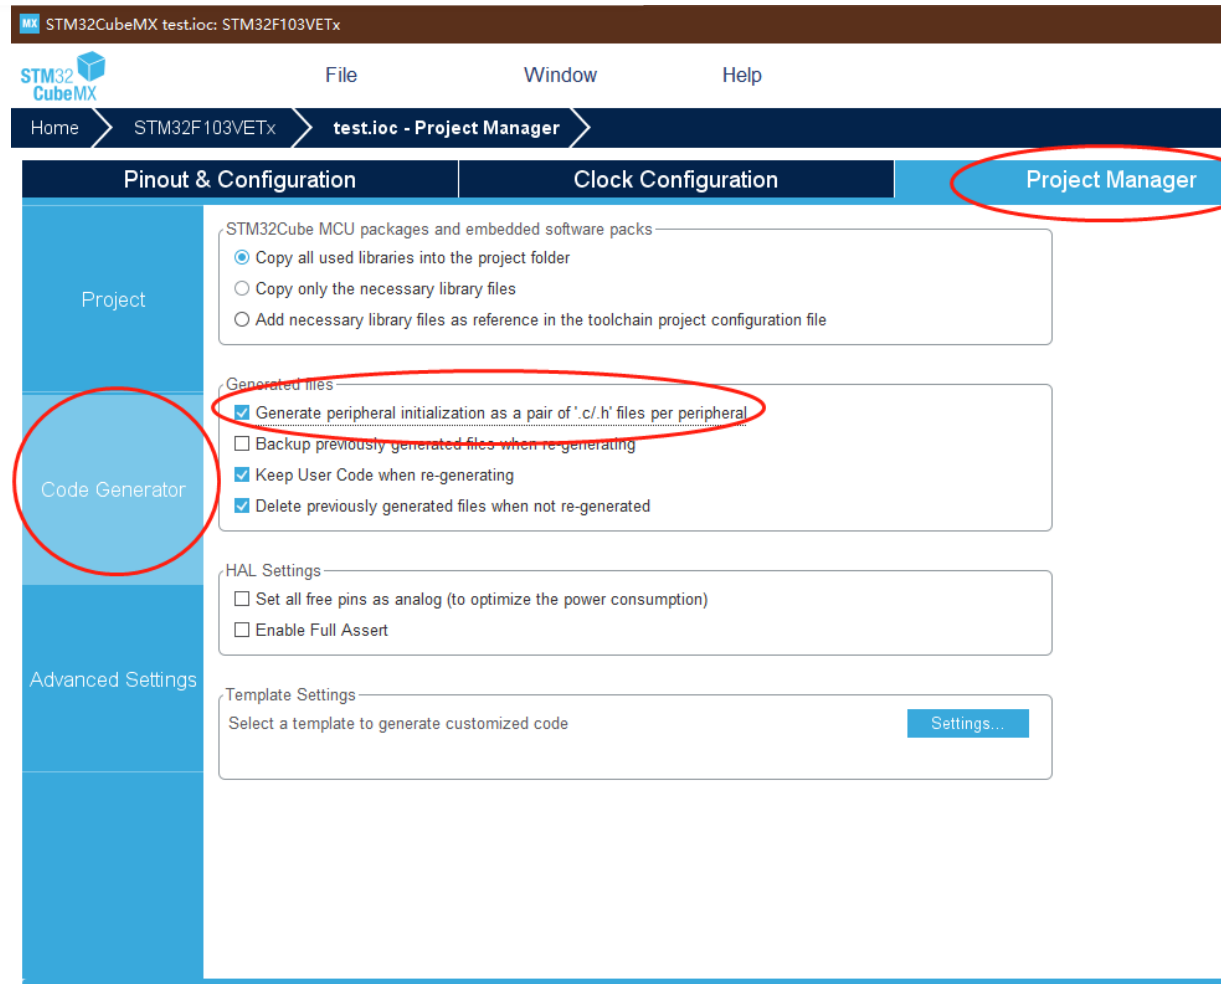 MX STM32CubeMX test.ioc: STM32F103VETx
STM32
CubeMX
File Window Help
Home STM32F103VETx test.ioc - Project Manager
Pinout & Configuration Clock Configuration Project Manager
Project
Code Generator
Advanced Settings
STM32Cube MCU packages and embedded software packs
Copy all used libraries into the project folder
Copy only the necessary library files
Add necessary library files as reference in the toolchain project configuration file
Generated files
Generate peripheral initialization as a pair of '.c/.h' files per peripheral
Backup previously generated files when re-generating
Keep User Code when re-generating
Delete previously generated files when not re-generated
HAL Settings
Set all free pins as analog (to optimize the power consumption)
Enable Full Assert
Template Settings
Select a template to generate customized code
Settings...